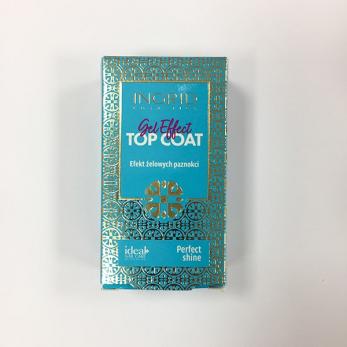 INGRID
Gel Effect
TOP COAT
Efekt żelowych paznokci
ideal+
Perfect
shine